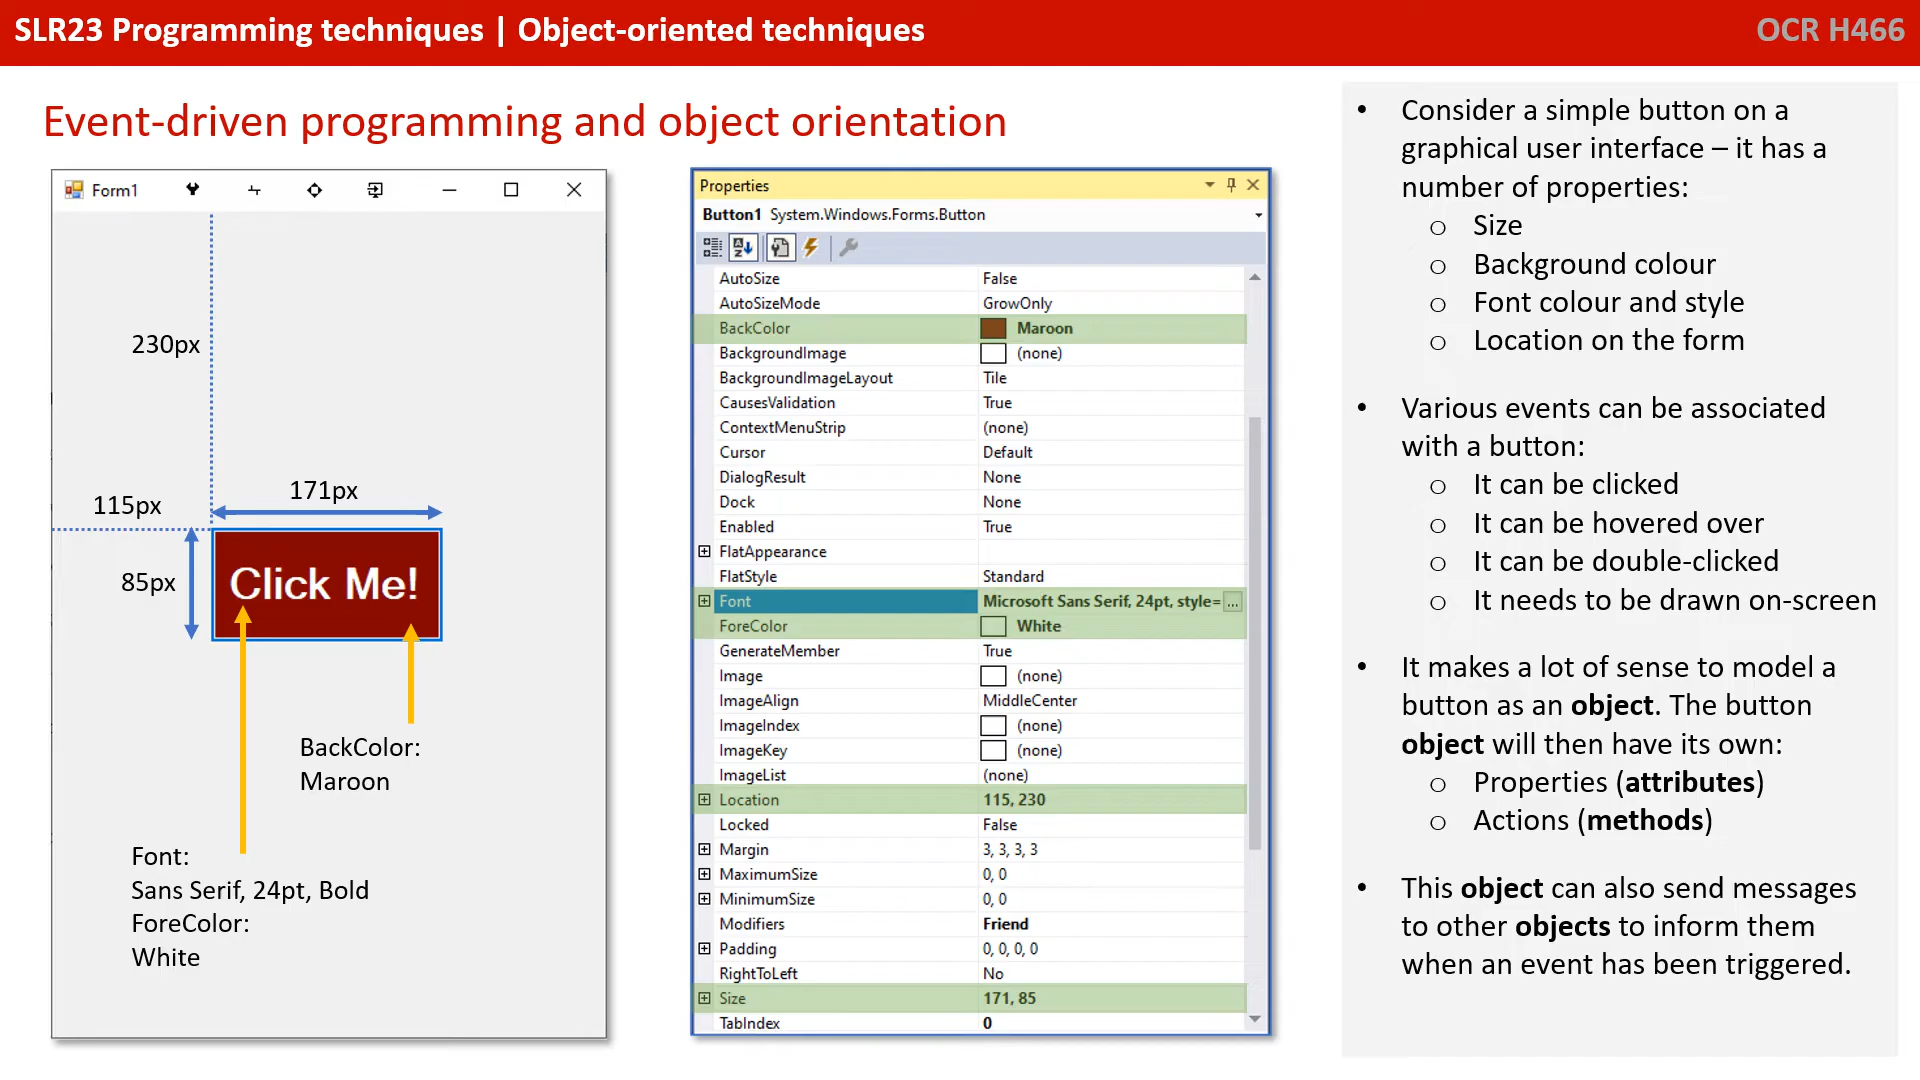 SLR23 Programming techniques | Object-oriented techniques
OCR H466
Event-driven programming and object orientation
Form1
230px
115px
171px
85px
Click Me!
BackColor:
Maroon
Font:
Sans Serif, 24pt, Bold
ForeColor:
White
Properties
Button1 System.Windows.Forms.Button
AutoSize False
AutoSizeMode GrowOnly
BackColor Maroon
BackgroundImage (none)
BackgroundImageLayout Tile
CausesValidation True
ContextMenuStrip (none)
Cursor Default
DialogResult None
Dock None
Enabled True
FlatAppearance
FlatStyle Standard
Font Microsoft Sans Serif, 24pt, style= ...
ForeColor White
GenerateMember True
Image (none)
ImageAlign MiddleCenter
ImageIndex (none)
ImageKey (none)
ImageList (none)
Location 115, 230
Locked False
Margin 3, 3, 3, 3
MaximumSize 0, 0
MinimumSize 0, 0
Modifiers Friend
Padding 0, 0, 0, 0
RightToLeft No
Size 171, 85
TabIndex 0
• Consider a simple button on a
graphical user interface – it has a
number of properties:
o Size
o Background colour
o Font colour and style
o Location on the form
• Various events can be associated
with a button:
o It can be clicked
o It can be hovered over
o It can be double-clicked
o It needs to be drawn on-screen
• It makes a lot of sense to model a
button as an object. The button
object will then have its own:
o Properties (attributes)
o Actions (methods)
• This object can also send messages
to other objects to inform them
when an event has been triggered.